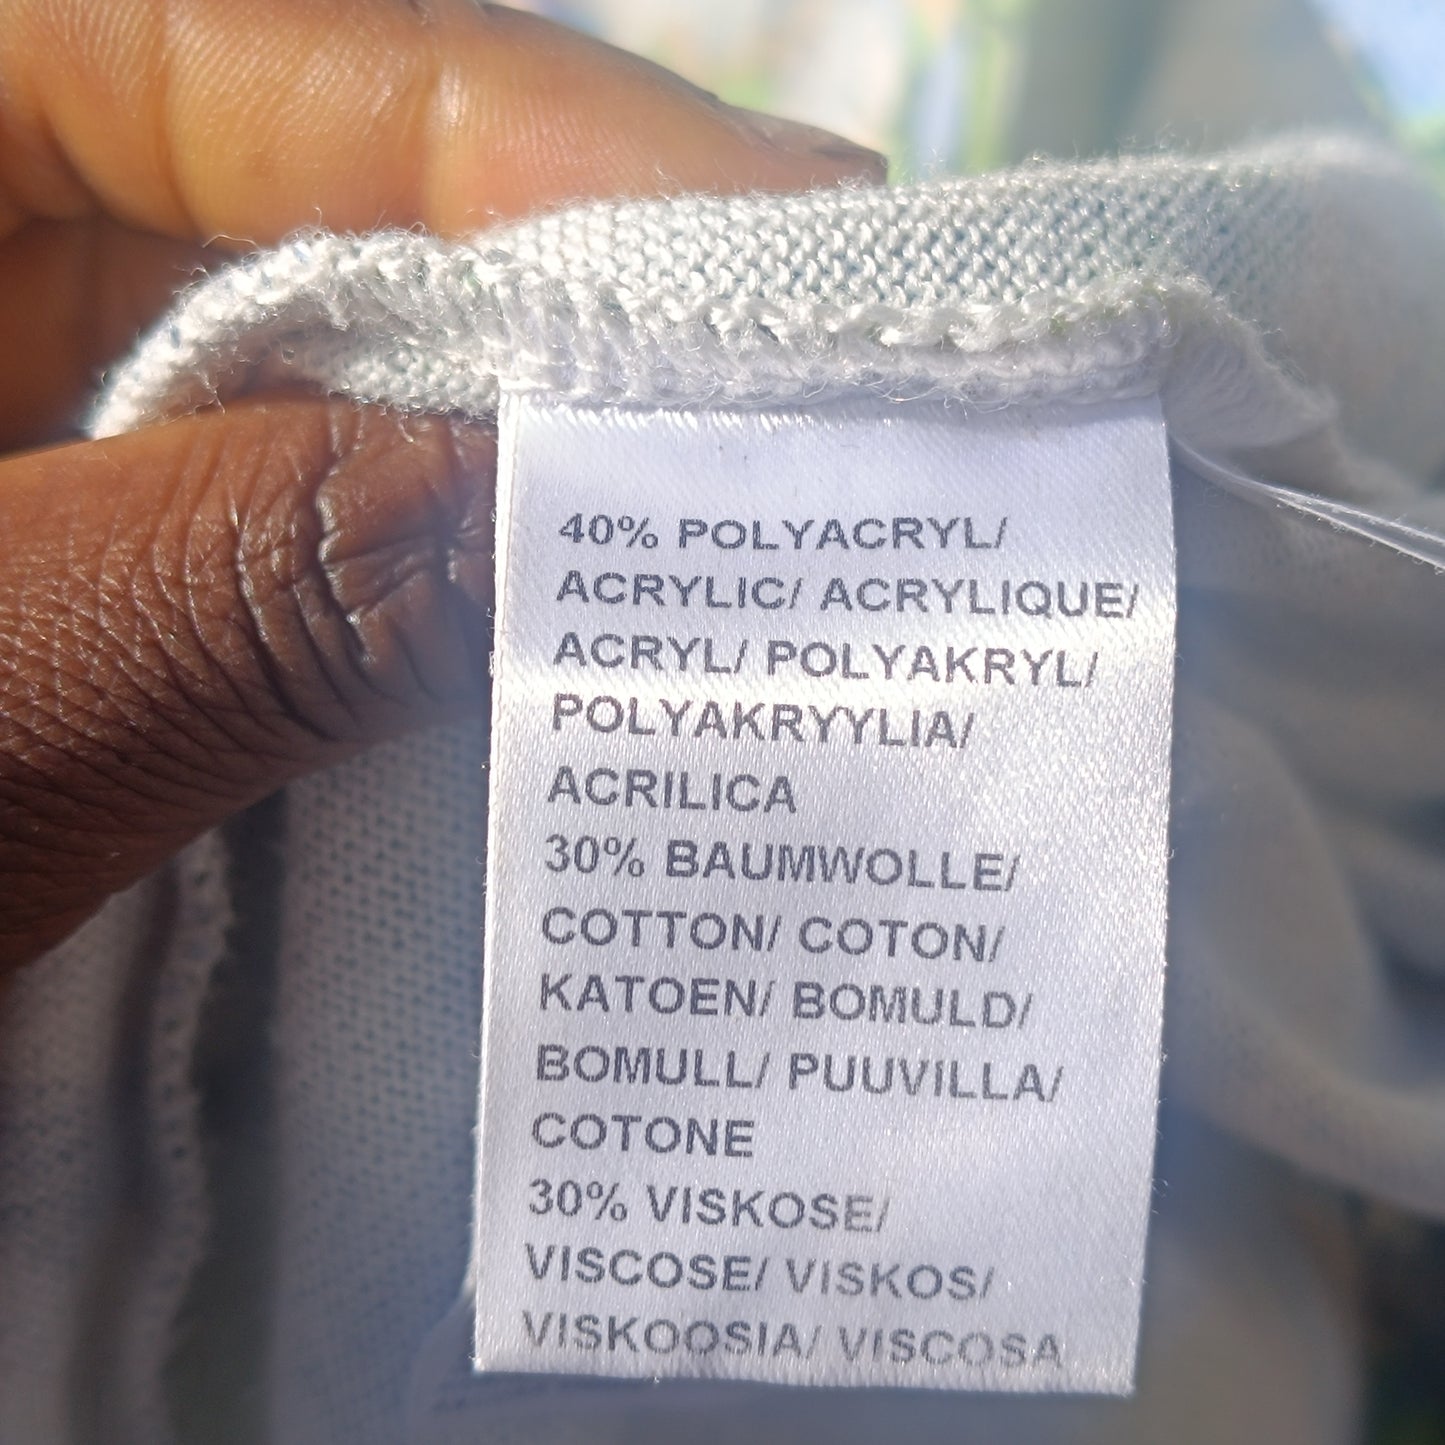 40% POLYACRYL/
ACRYLIC/ ACRYLIQUE/
ACRYL/ POLYAKRYL/
POLYAKRYYLIA/
ACRILICA
30% BAUMWOLLE/
COTTON/ COTON/
KATOEN/ BOMULD/
BOMULL/ PUUVILLA/
COTONE
30% VISKOSE/
VISCOSE/ VISKOS/
VISKOOSIA/ VISCOSA